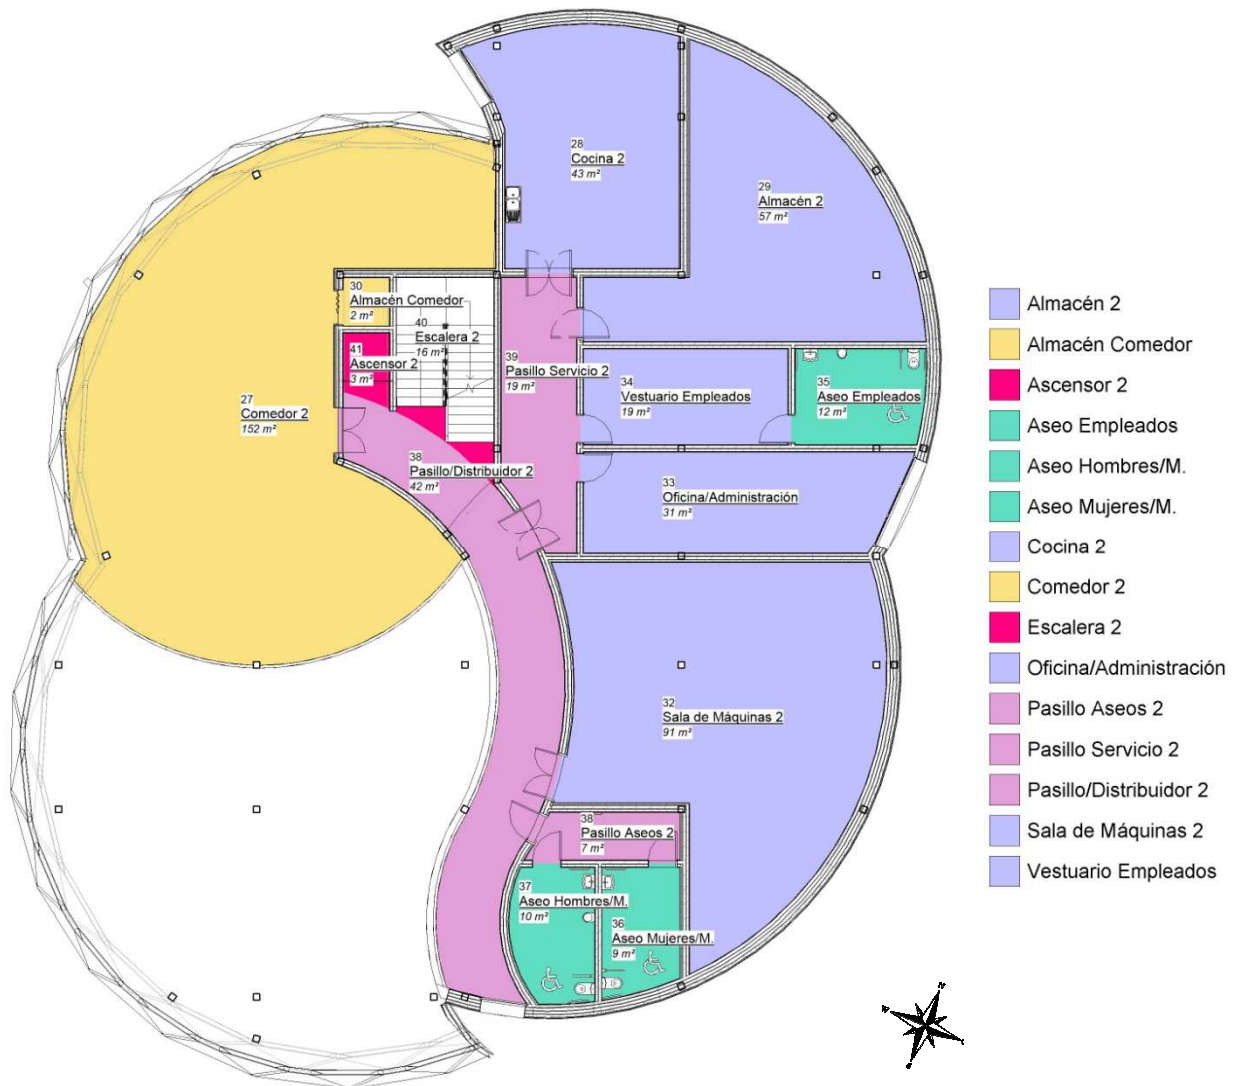 28
Cocina 2
43 m²
29
Almacén 2
57 m²
30
Almacén Comedor
2 m²
40
Escalera 2
16 m²
41
Ascensor 2
3 m²
39
Pasillo Servicio 2
19 m²
34
Vestuario Empleados
19 m²
35
Aseo Empleados
12 m²
27
Comedor 2
152 m²
38
Pasillo/Distribuidor 2
42 m²
33
Oficina/Administración
31 m²
32
Sala de Máquinas 2
91 m²
38
Pasillo Aseos 2
7 m²
37
Aseo Hombres/M.
10 m²
36
Aseo Mujeres/M.
9 m²
Almacén 2
Almacén Comedor
Ascensor 2
Aseo Empleados
Aseo Hombres/M.
Aseo Mujeres/M.
Cocina 2
Comedor 2
Escalera 2
Oficina/Administración
Pasillo Aseos 2
Pasillo Servicio 2
Pasillo/Distribuidor 2
Sala de Máquinas 2
Vestuario Empleados